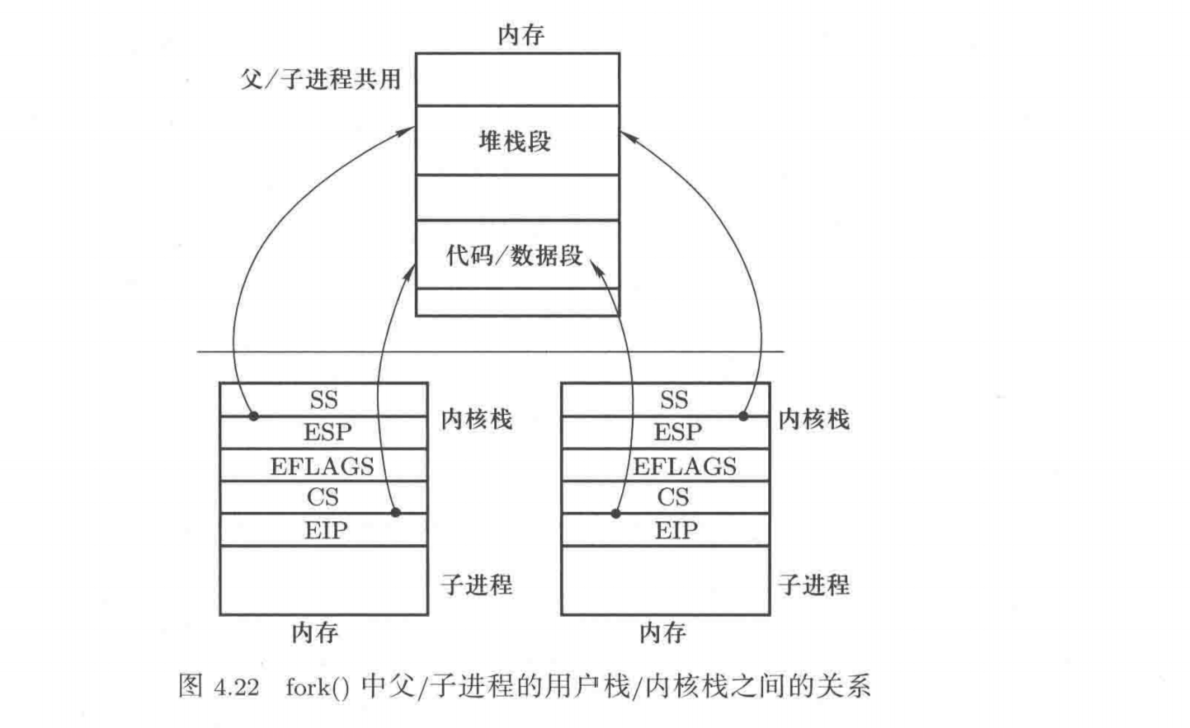 内存
父/子进程共用
堆栈段
代码/数据段
SS
内核栈
ESP
EFLAGS
CS
EIP
子进程
内存
SS
内核栈
ESP
EFLAGS
CS
EIP
子进程
内存
图 4.22 fork() 中父/子进程的用户栈/内核栈之间的关系